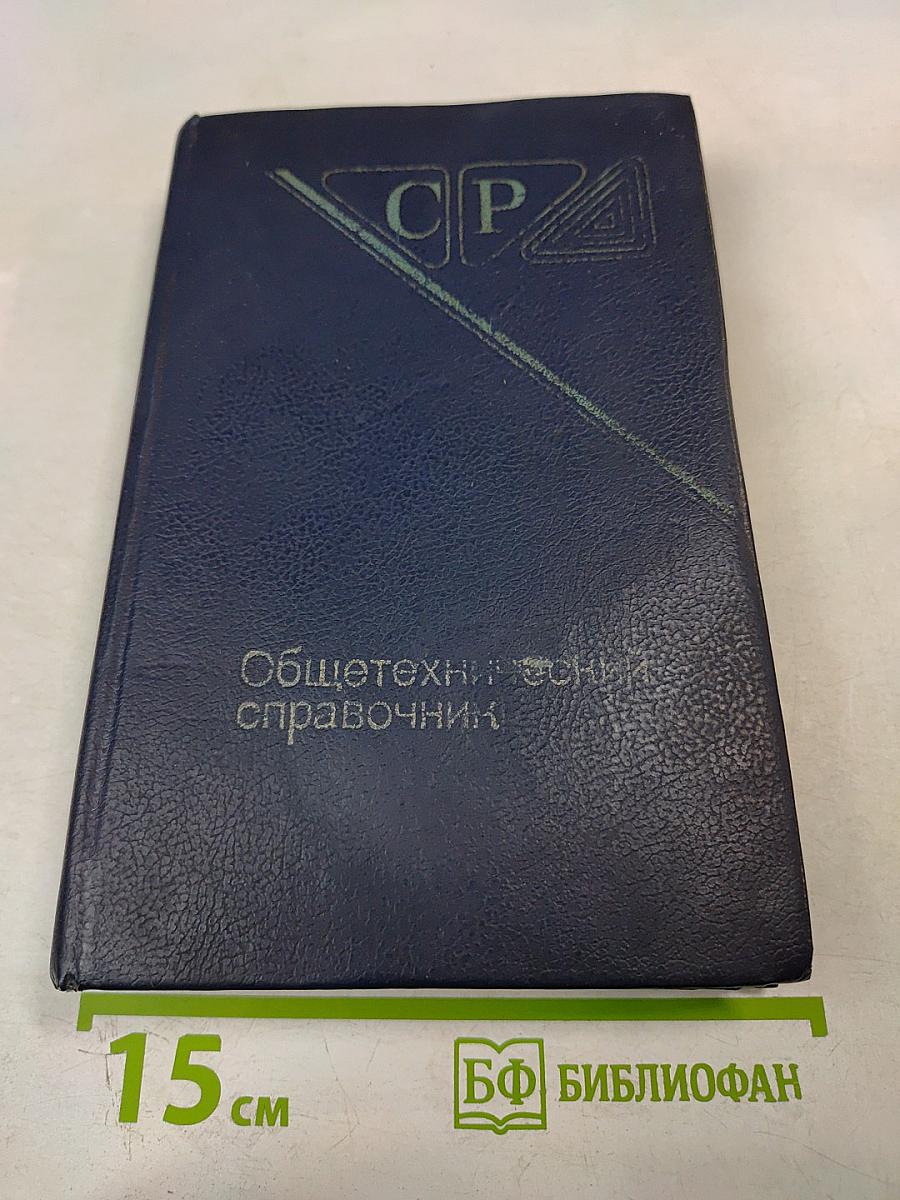 СР
Общетехнический
справочник
15 см
БФ БИБЛИОФАН